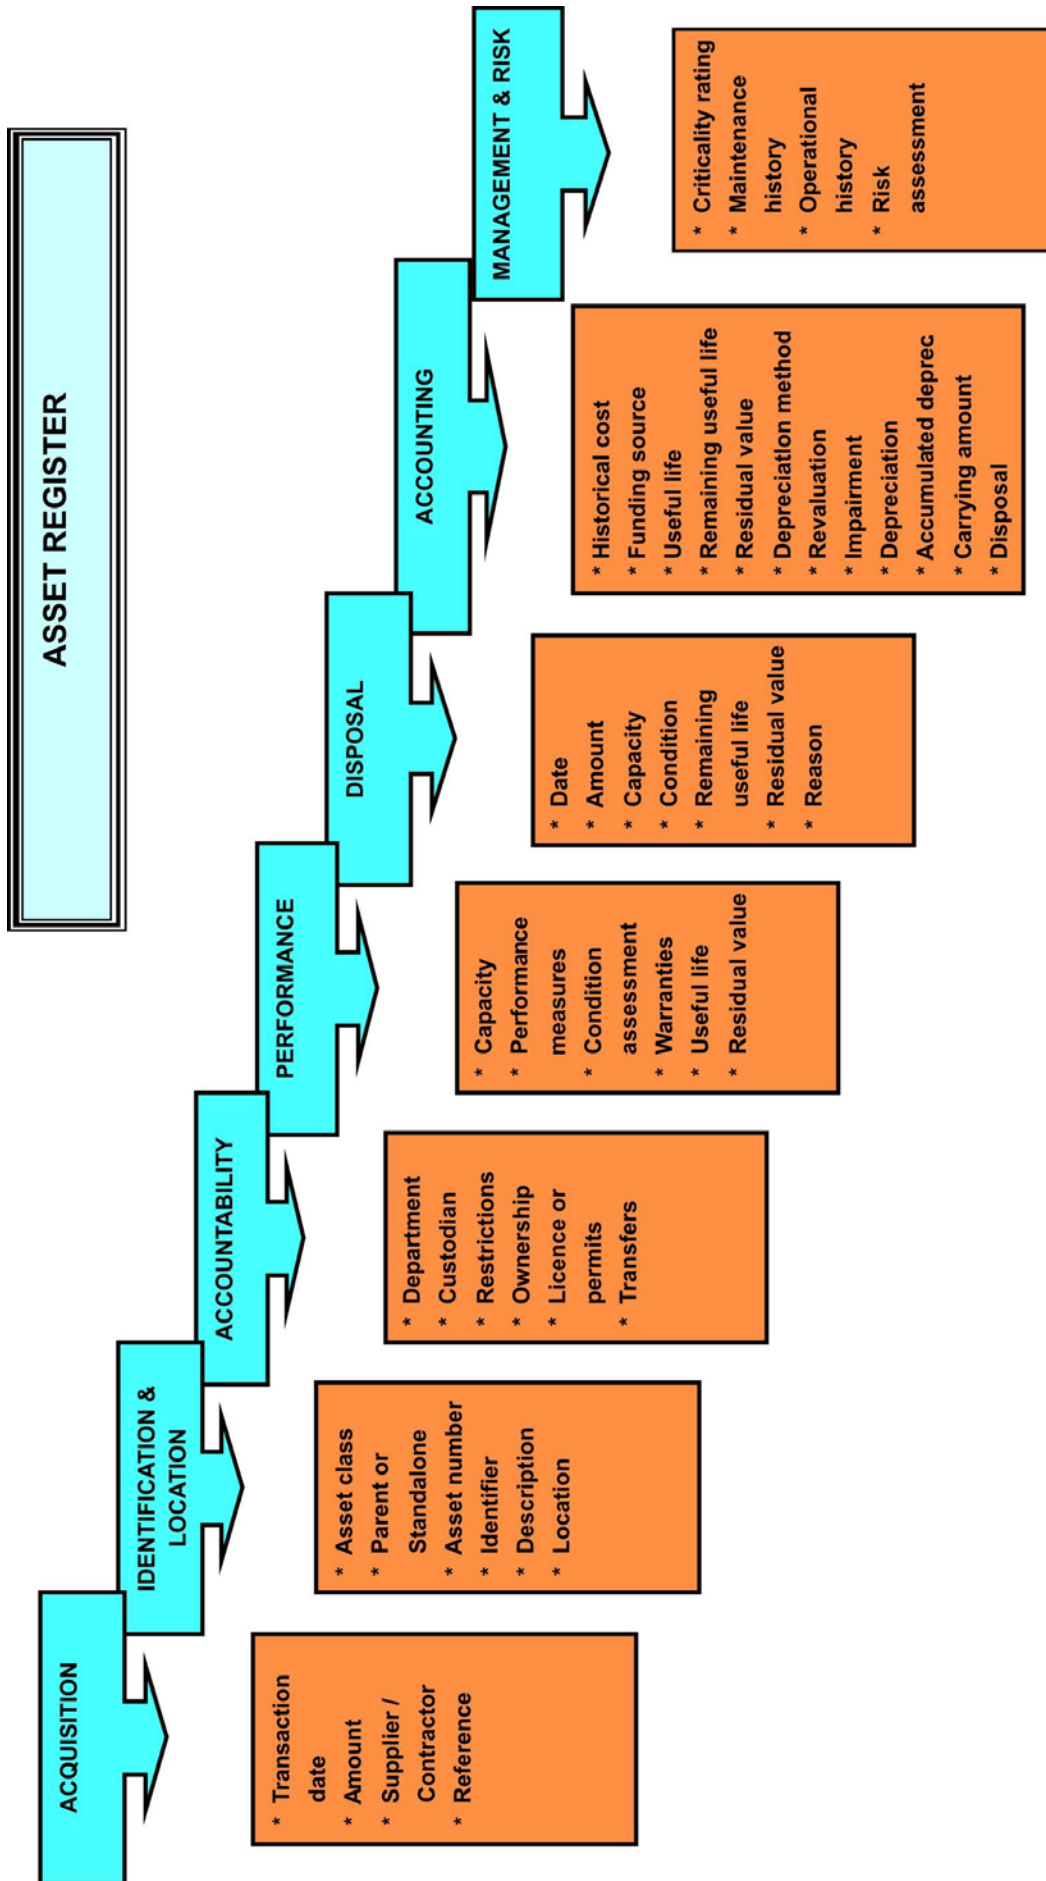 ASSET REGISTER
ACQUISITION
* Transaction
date
* Amount
* Supplier /
Contractor
* Reference
IDENTIFICATION &
LOCATION
* Asset class
* Parent or
Standalone
* Asset number
* Identifier
* Description
* Location
ACCOUNTABILITY
* Department
* Custodian
* Restrictions
* Ownership
* Licence or
permits
* Transfers
PERFORMANCE
* Capacity
* Performance
measures
* Condition
assessment
* Warranties
* Useful life
* Residual value
DISPOSAL
* Date
* Amount
* Capacity
* Condition
* Remaining
useful life
* Residual value
* Reason
ACCOUNTING
* Historical cost
* Funding source
* Useful life
* Remaining useful life
* Residual value
* Depreciation method
* Revaluation
* Impairment
* Depreciation
* Accumulated deprec
* Carrying amount
* Disposal
MANAGEMENT & RISK
* Criticality rating
* Maintenance
history
* Operational
history
* Risk
assessment